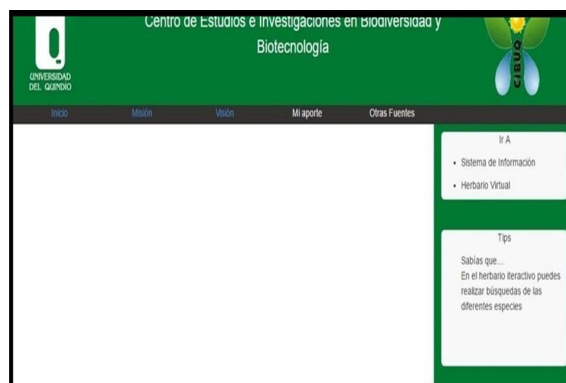 Centro de Estudios e Investigaciones en Biodiversidad y
Biotecnología
UNIVERSIDAD
DEL QUINDIO
CIBUQ
Inicio Misión Visión Mi aporte Otras Fuentes
Ir A
Sistema de Información
Herbario Virtual
Tips
Sabías que....
En el herbario iteractivo puedes
realizar búsquedas de las
diferentes especies